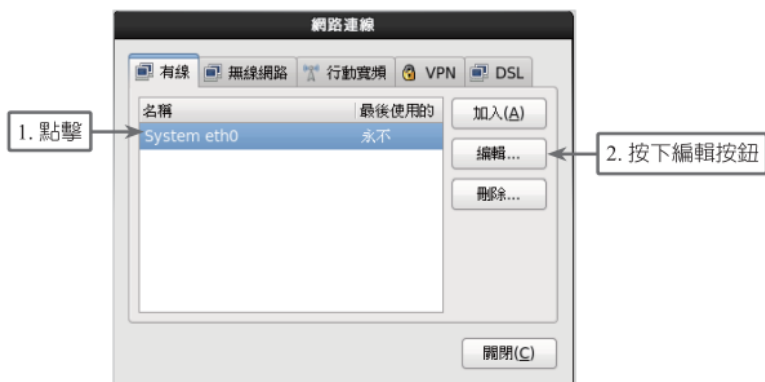 網路連線
有線 無線網路 行動寬頻 VPN DSL
名稱 最後使用的
System eth0 永不
加入(A)
編輯...
刪除...
關閉(C)
1. 點擊
2. 按下編輯按鈕